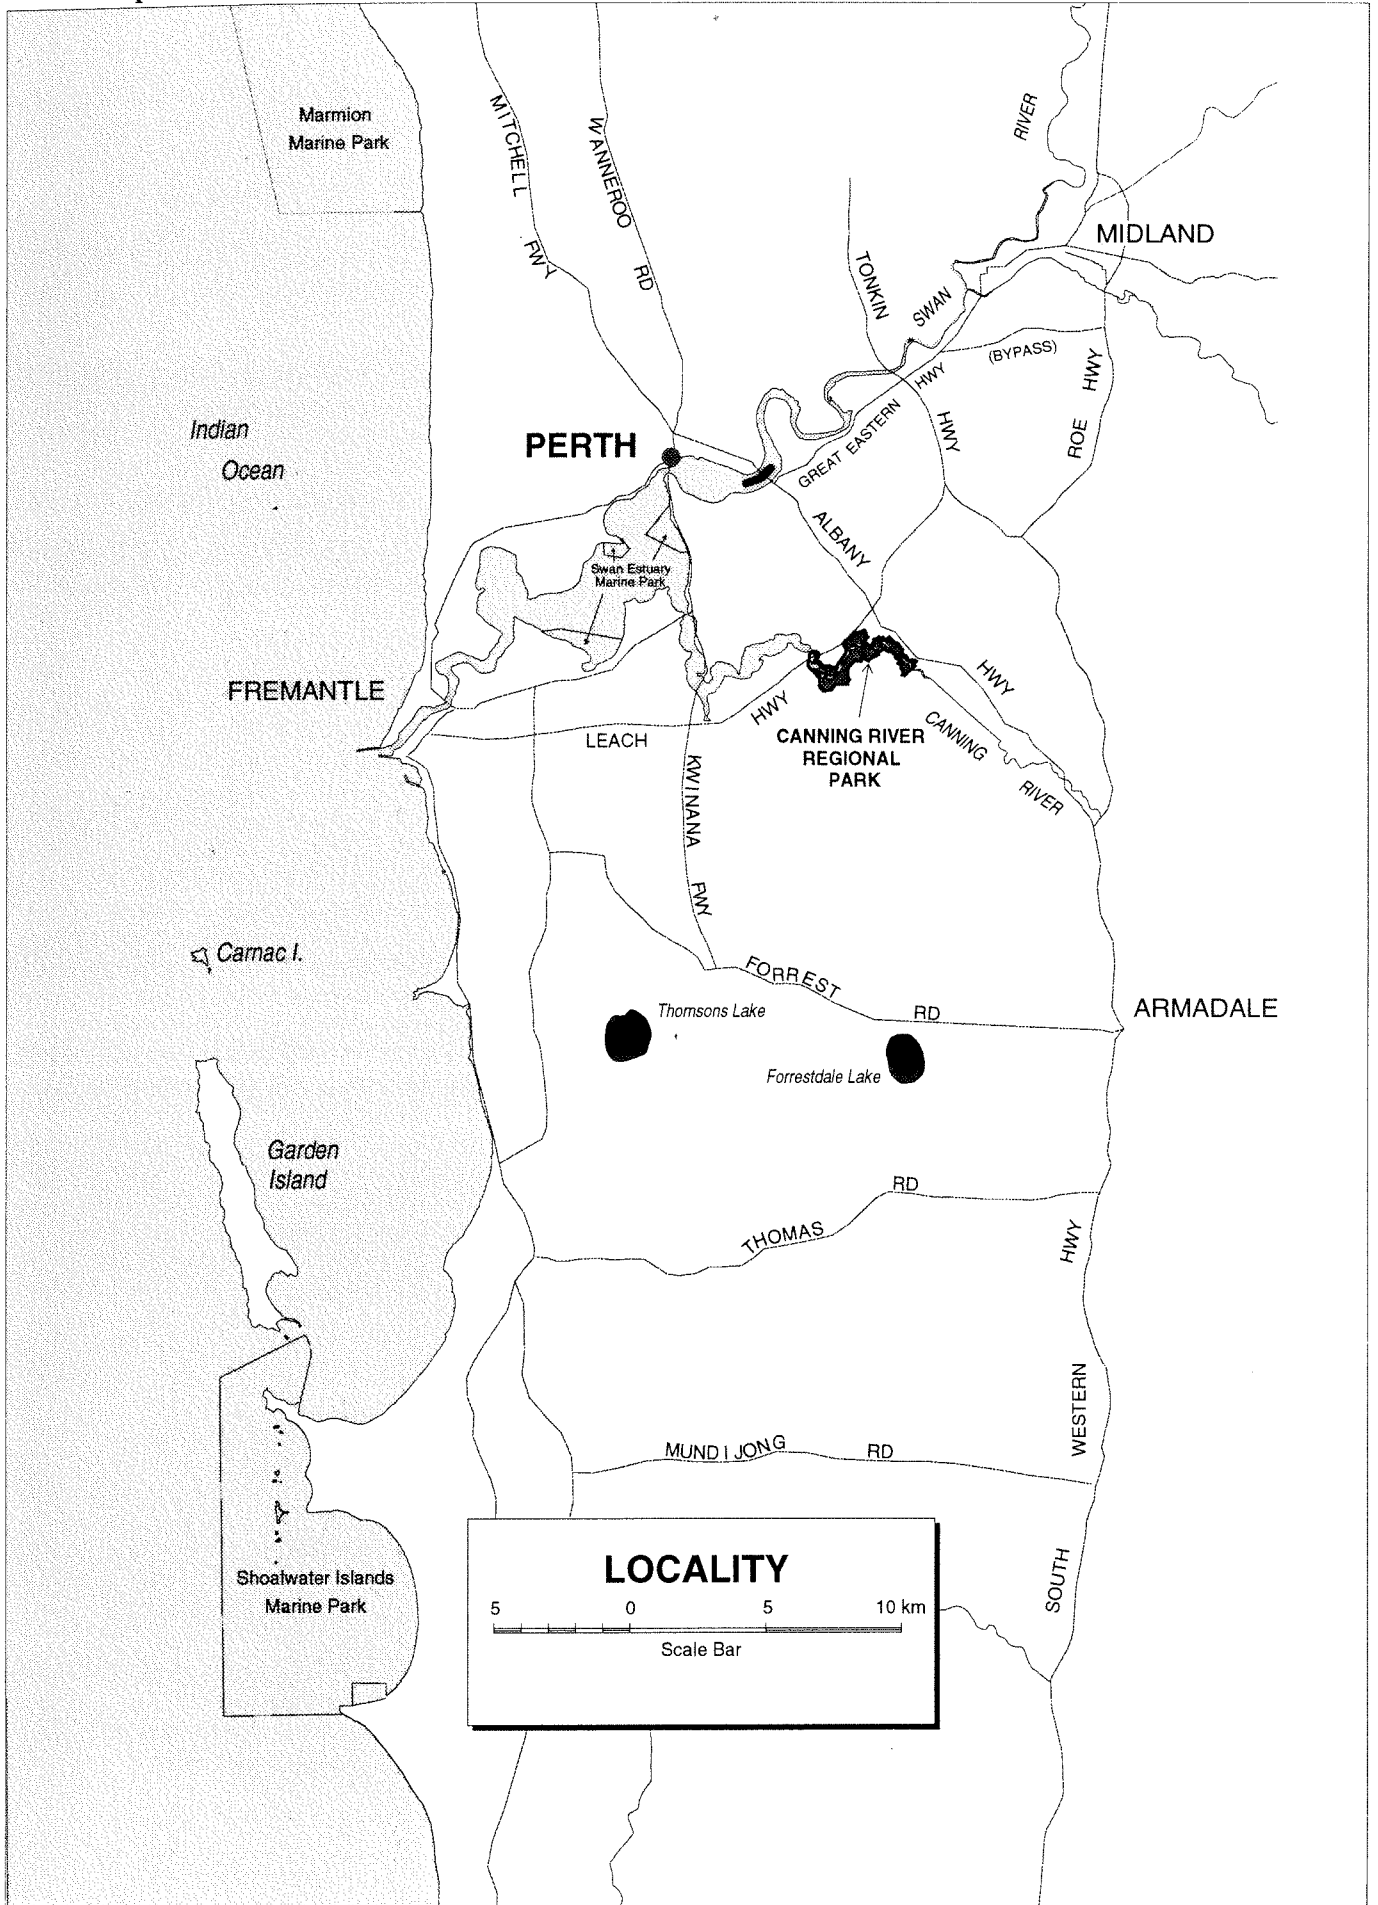 Marmion
Marine Park
MITCHELL
FWY
WANNEROO
RD
RIVER
MIDLAND
TONKIN
SWAN
(BYPASS)
HWY
HWY
HWY
ROE
Indian
Ocean
PERTH
GREAT EASTERN
ALBANY
Swan Estuary
Marine Park
FREMANTLE
HWY
HWY
LEACH
CANNING RIVER
REGIONAL
PARK
CANNING
RIVER
KWINANA
FWY
Carnac I.
FORREST
RD
ARMADALE
Thomsons Lake
Forrestdale Lake
Garden
Island
RD
THOMAS
HWY
WESTERN
MUNDIJONG
RD
SOUTH
LOCALITY
5 0 5 10 km
Scale Bar
Shoalwater Islands
Marine Park